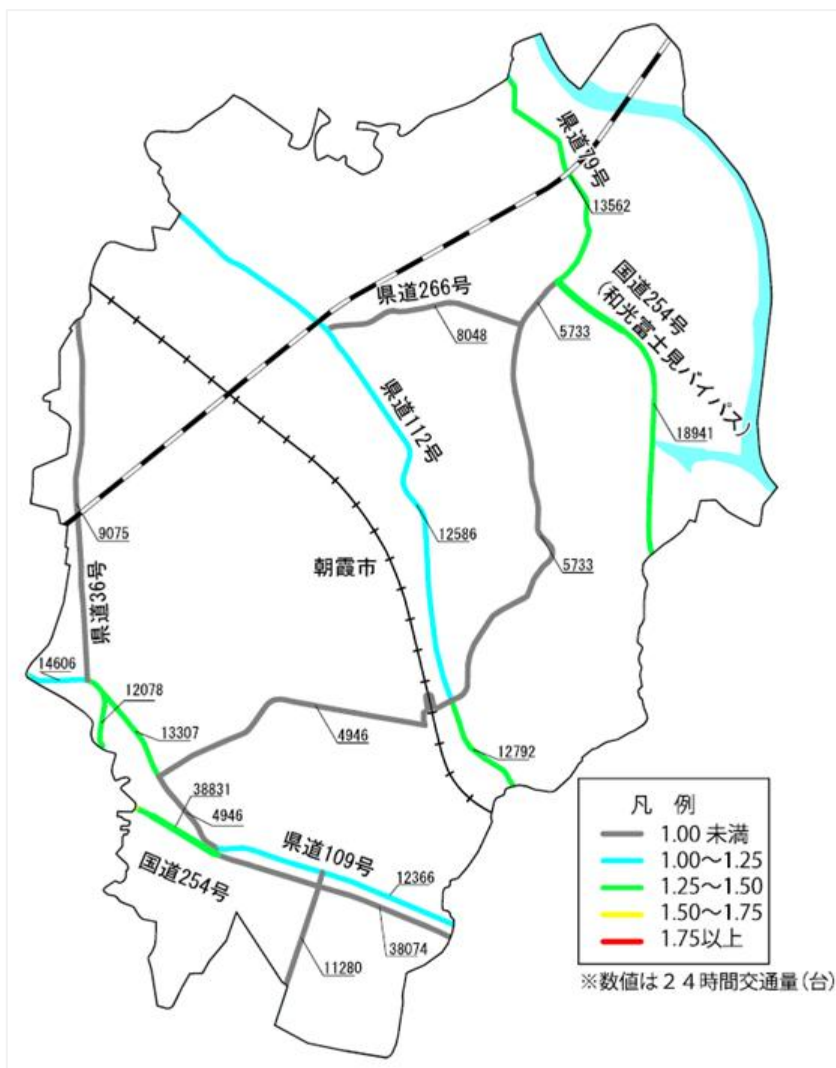 県道79号
13562
国道254号
(和光富士見バイパス)
県道266号
8048
5733
18941
県道112号
12586
9075
朝霞市
5733
県道36号
14606
12078
13307
4946
12792
38831
4946
国道254号
県道109号
12366
38074
11280
凡 例
1.00 未満
1.00〜1.25
1.25〜1.50
1.50〜1.75
1.75以上
※数値は２４時間交通量(台)